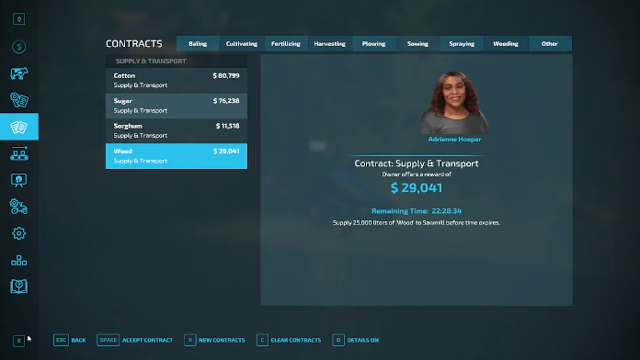 Q
CONTRACTS
Baling
Cultivating
Fertilizing
Harvesting
Plowing
Sowing
Spraying
Weeding
Other
SUPPLY & TRANSPORT
Cotton $ 80,799
Supply & Transport
Sugar $ 76,238
Supply & Transport
Sorghum $ 11,518
Supply & Transport
Wood $ 29,041
Supply & Transport
Adrienne Hooper
Contract: Supply & Transport
Owner offers a reward of
$ 29,041
Remaining Time: 22:28:34
Supply 25,000 liters of 'Wood' to Sawmill before time expires.
E
ESC BACK
SPACE ACCEPT CONTRACT
X NEW CONTRACTS
C CLEAR CONTRACTS
DETAILS ON